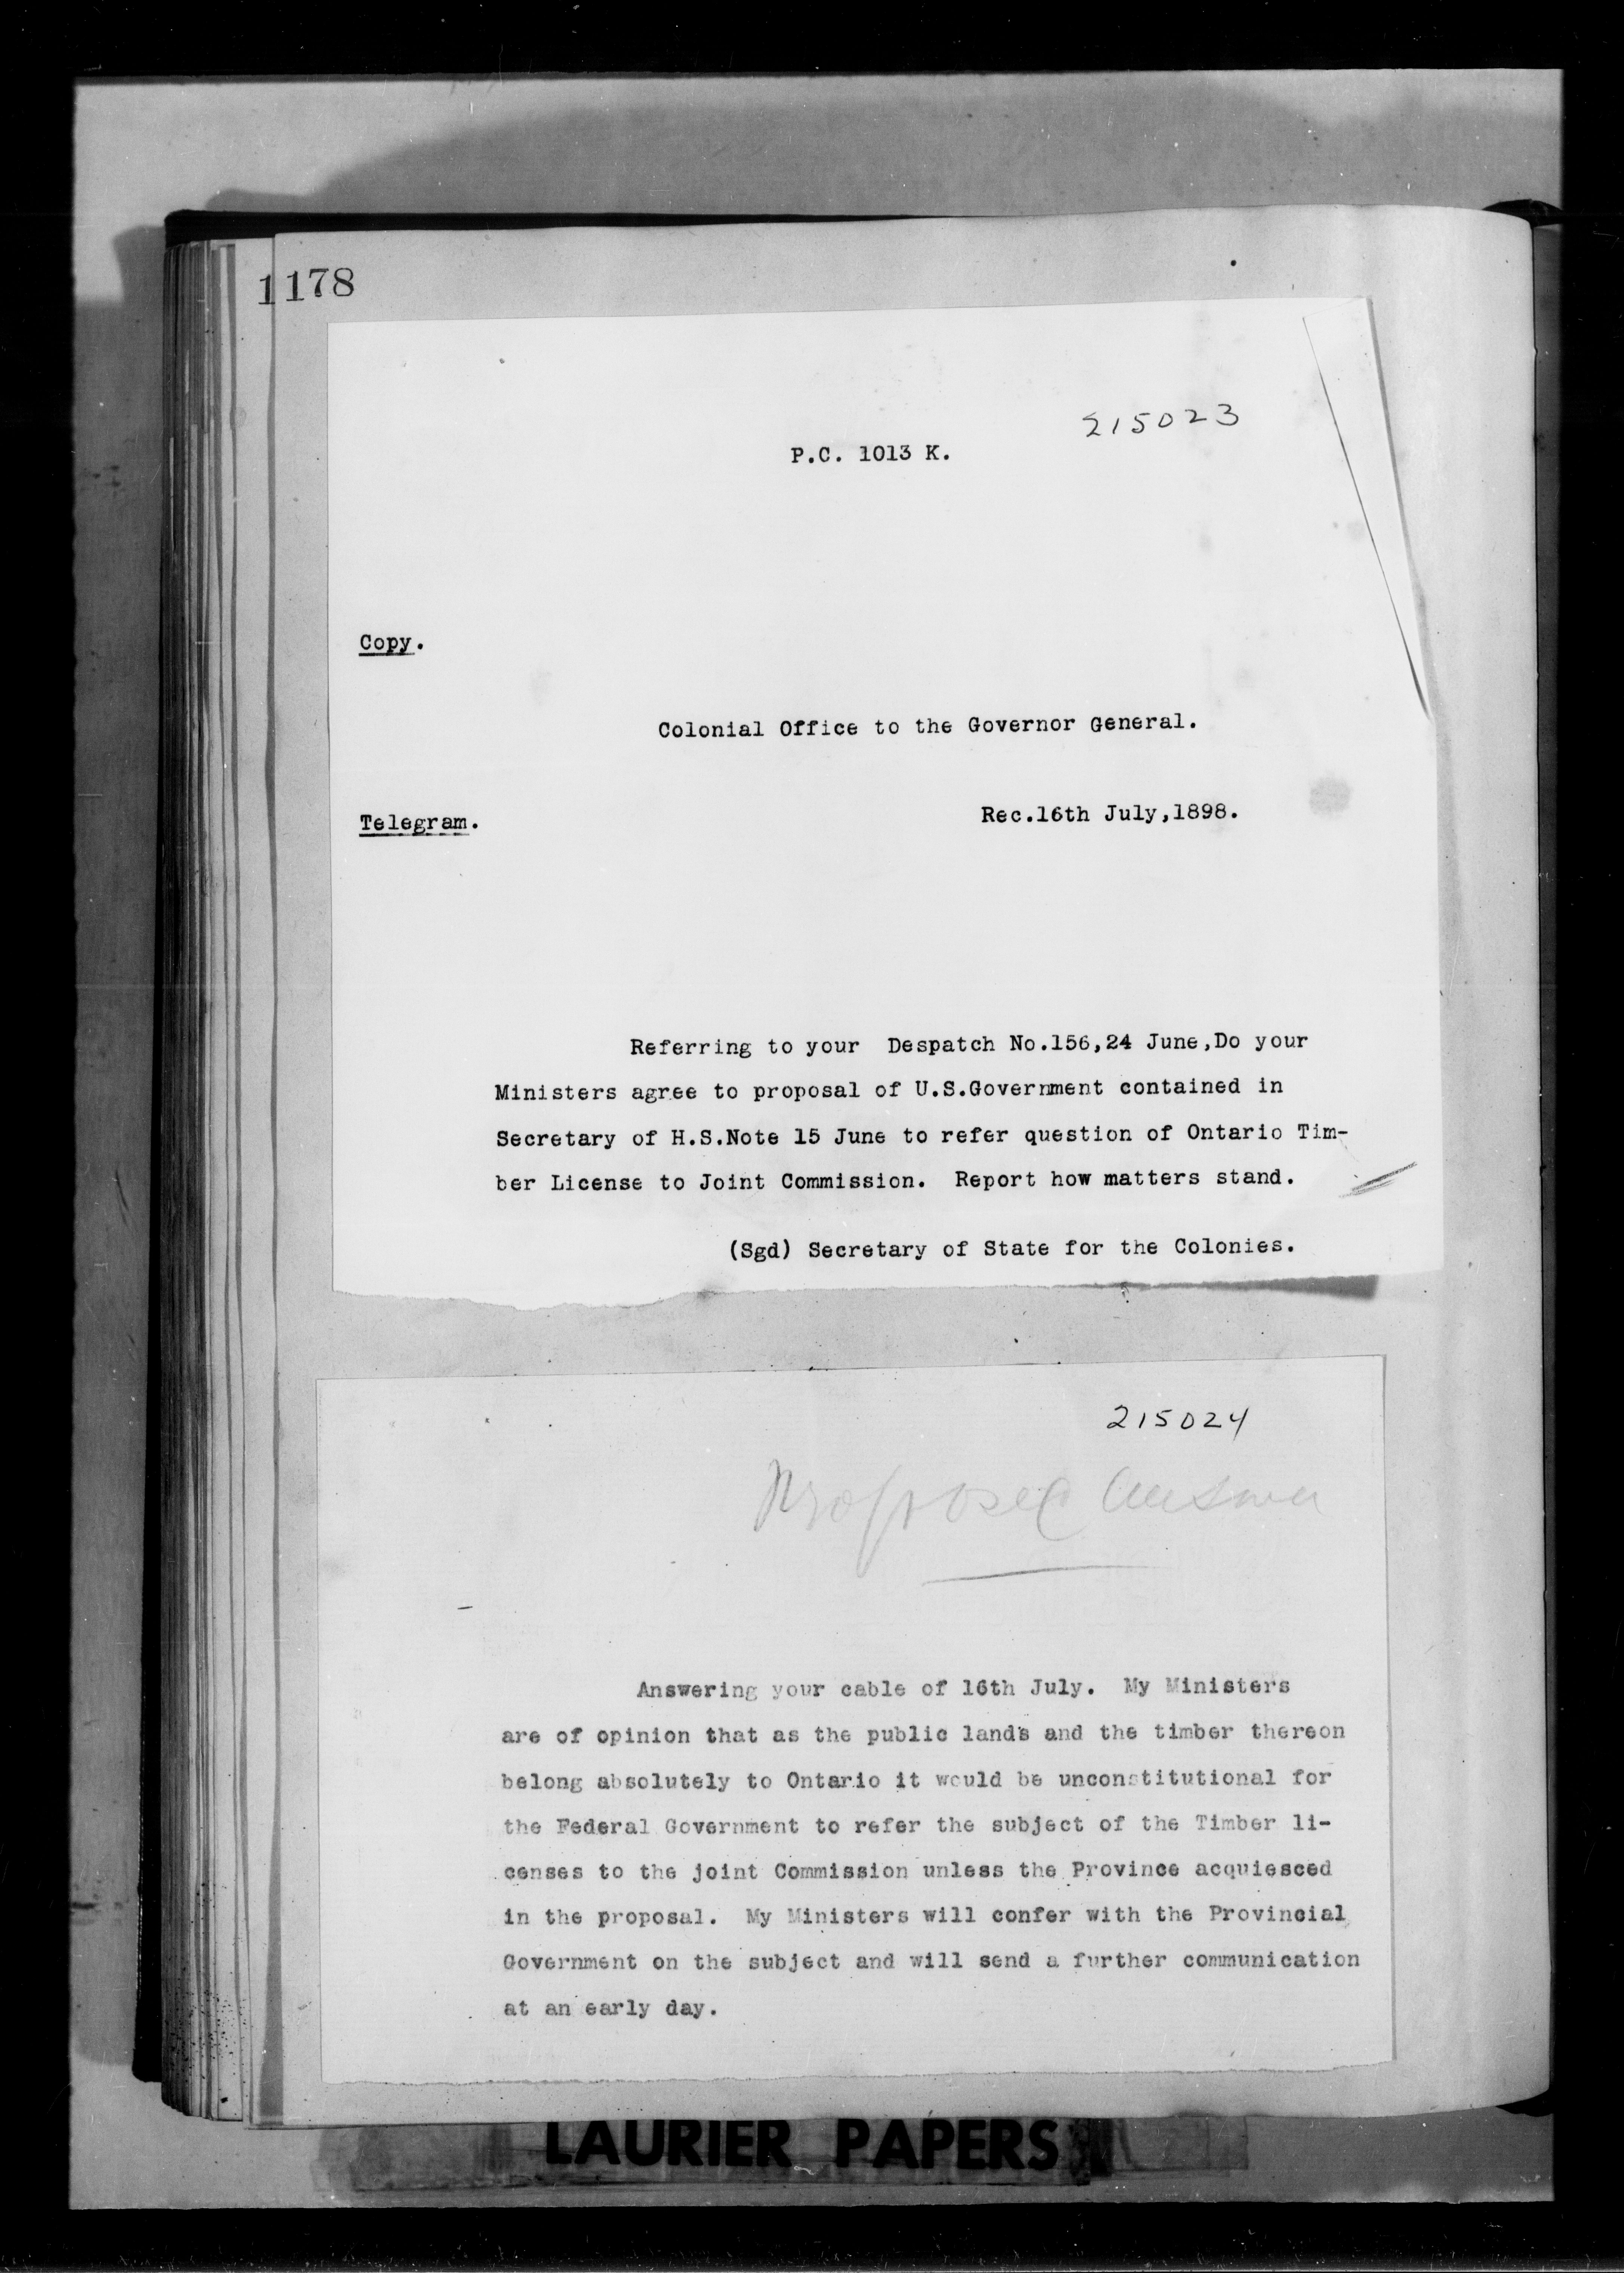 1178
215023
P.C. 1013 K.
Copy.
Colonial Office to the Governor General.
Telegram.
Rec.16th July,1898.
Referring to your Despatch No.156,24 June,Do your
Ministers agree to proposal of U.S.Government contained in
Secretary of H.S.Note 15 June to refer question of Ontario Tim-
ber License to Joint Commission. Report how matters stand.
(Sgd) Secretary of State for the Colonies.
215024
Proposed Answer
Answering your cable of 16th July. My Ministers
are of opinion that as the public lands and the timber thereon
belong absolutely to Ontario it would be unconstitutional for
the Federal Government to refer the subject of the Timber li-
censes to the joint Commission unless the Province acquiesced
in the proposal. My Ministers will confer with the Provincial
Government on the subject and will send a further communication
at an early day.
LAURIER PAPERS